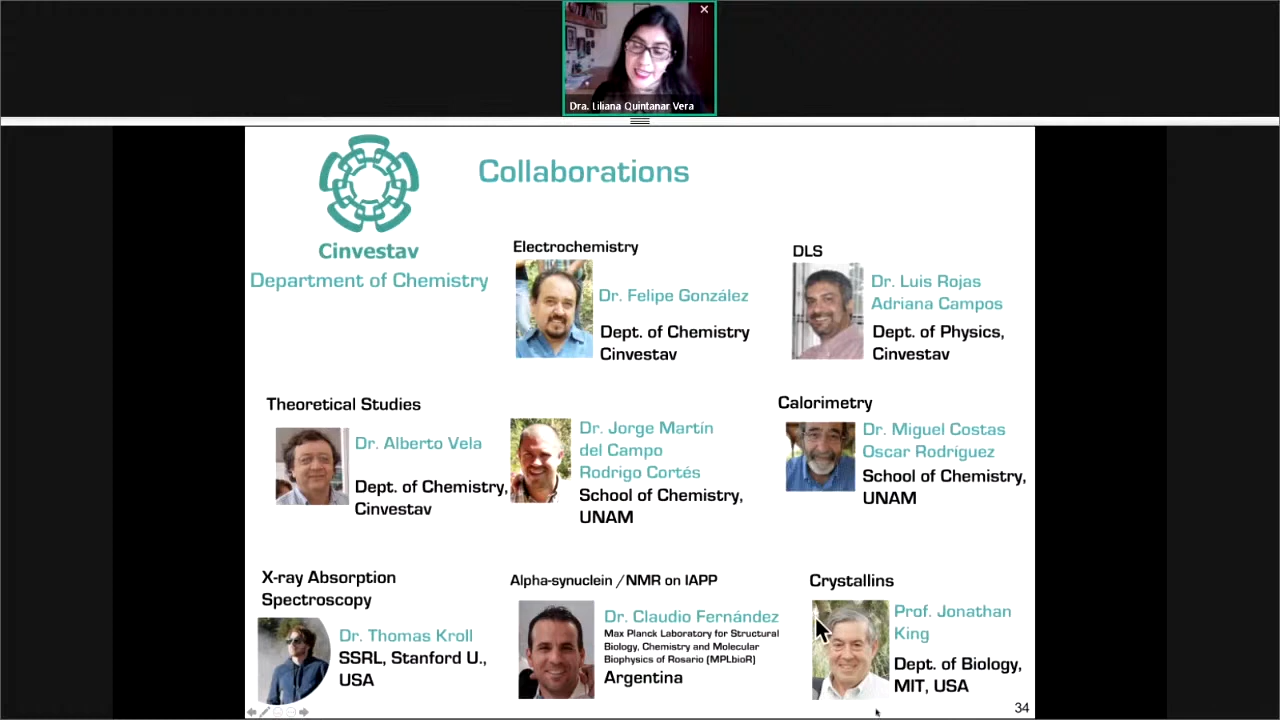 Dra. Liliana Quintanar Vera
Collaborations
Cinvestav
Department of Chemistry
Electrochemistry
Dr. Felipe González
Dept. of Chemistry
Cinvestav
DLS
Dr. Luis Rojas
Adriana Campos
Dept. of Physics,
Cinvestav
Theoretical Studies
Dr. Alberto Vela
Dept. of Chemistry,
Cinvestav
Dr. Jorge Martín
del Campo
Rodrigo Cortés
School of Chemistry,
UNAM
Calorimetry
Dr. Miguel Costas
Oscar Rodríguez
School of Chemistry,
UNAM
X-ray Absorption
Spectroscopy
Dr. Thomas Kroll
SSRL, Stanford U.,
USA
Alpha-synuclein /NMR on IAPP
Dr. Claudio Fernández
Max Planck Laboratory for Structural
Biology, Chemistry and Molecular
Biophysics of Rosario (MPLbioR)
Argentina
Crystallins
Prof. Jonathan
King
Dept. of Biology,
MIT, USA
34